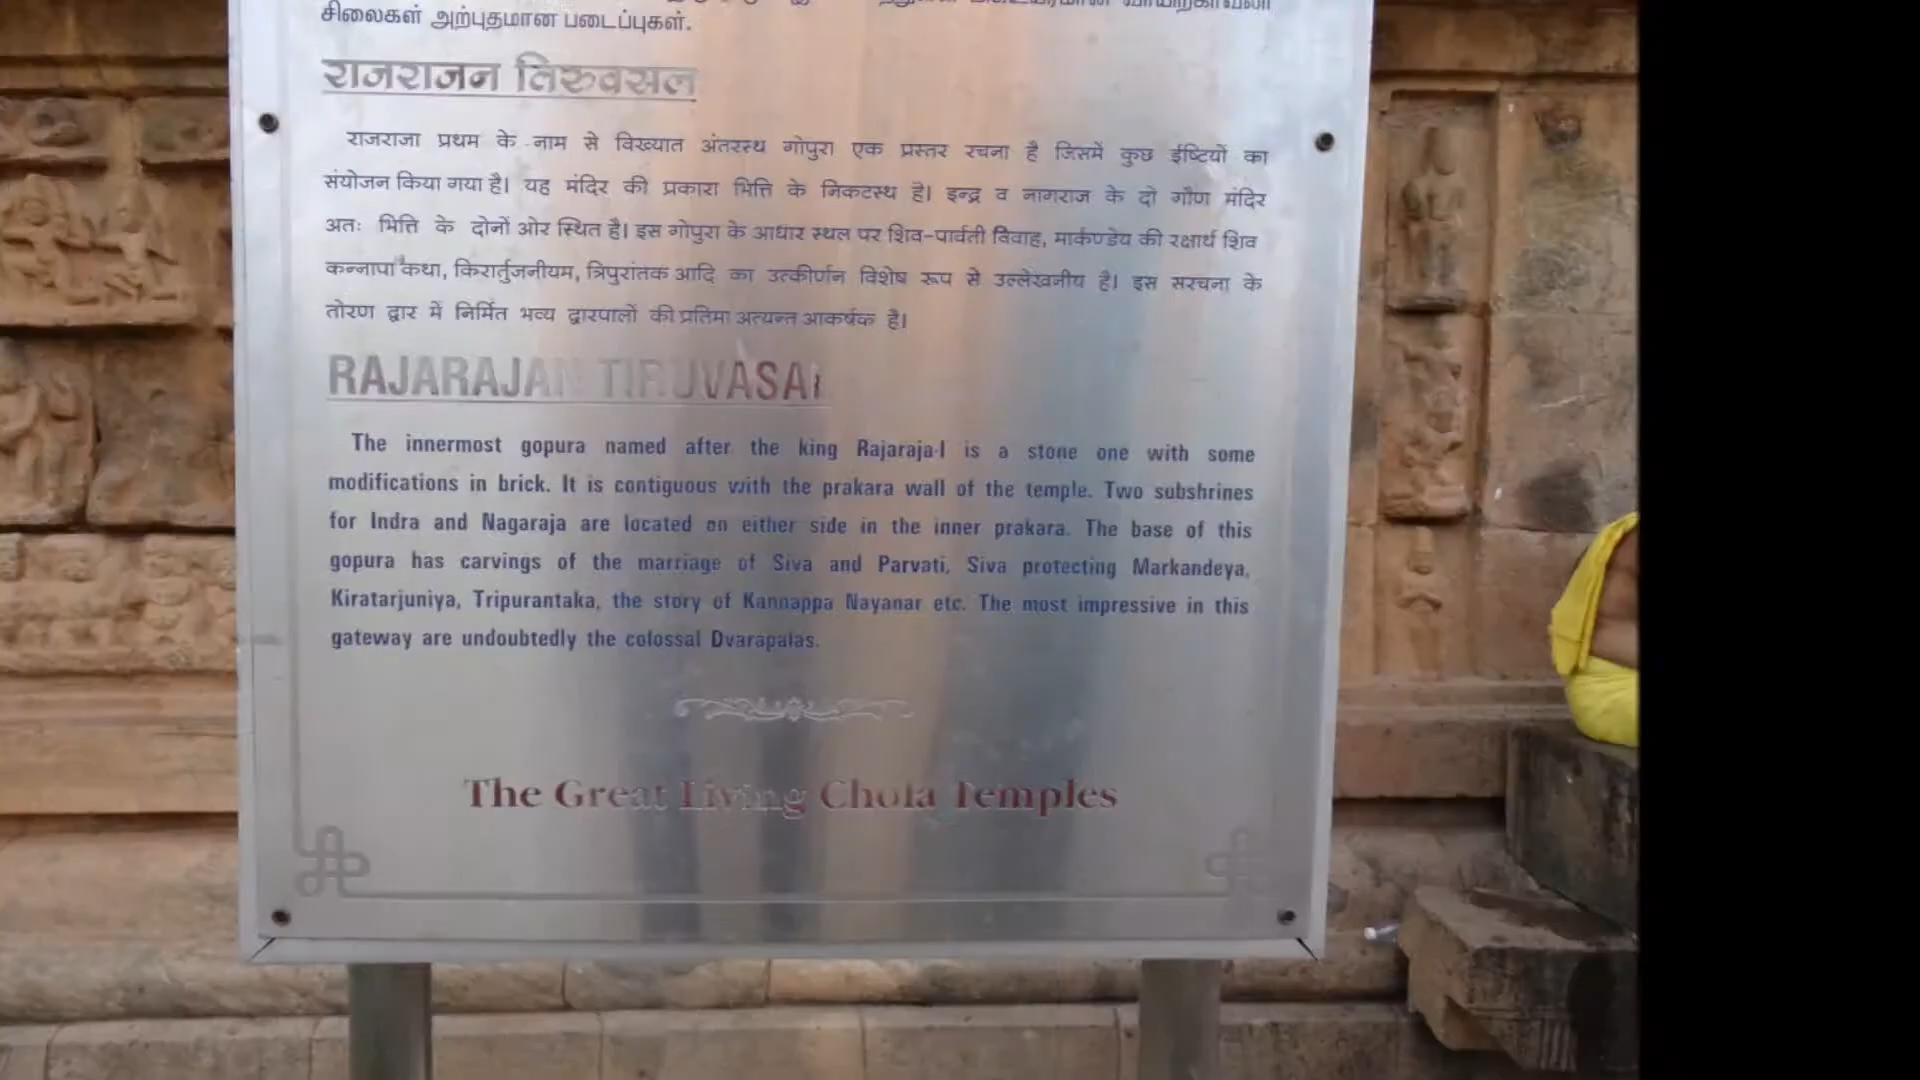 சிலைகள் அற்புதமான படைப்புகள்.
राजराजन तिरुवसल
राजराजा प्रथम के नाम से विख्यात अंतरस्थ गोपुरा एक प्रस्तर रचना है जिसमें कुछ ईष्टियों का
संयोजन किया गया है। यह मंदिर की प्रकारा भित्ति के निकटस्थ है। इन्द्र व नागराज के दो गौण मंदिर
अतः भित्ति के दोनों ओर स्थित है। इस गोपुरा के आधार स्थल पर शिव-पार्वती विवाह, मार्कण्डेय की रक्षार्थ शिव
कन्नापा कथा, किरार्तुजनीयम, त्रिपुरांतक आदि का उत्कीर्णन विशेष रूप से उल्लेखनीय है। इस सरचना के
तोरण द्वार में निर्मित भव्य द्वारपालों की प्रतिमा अत्यन्त आकर्षक है।
RAJARAJAN TIRUVASAL
The innermost gopura named after the king Rajaraja-I is a stone one with some
modifications in brick. It is contiguous with the prakara wall of the temple. Two subshrines
for Indra and Nagaraja are located on either side in the inner prakara. The base of this
gopura has carvings of the marriage of Siva and Parvati, Siva protecting Markandeya,
Kiratarjuniya, Tripurantaka, the story of Kannappa Nayanar etc. The most impressive in this
gateway are undoubtedly the colossal Dvarapalas.
The Great Living Chola Temples